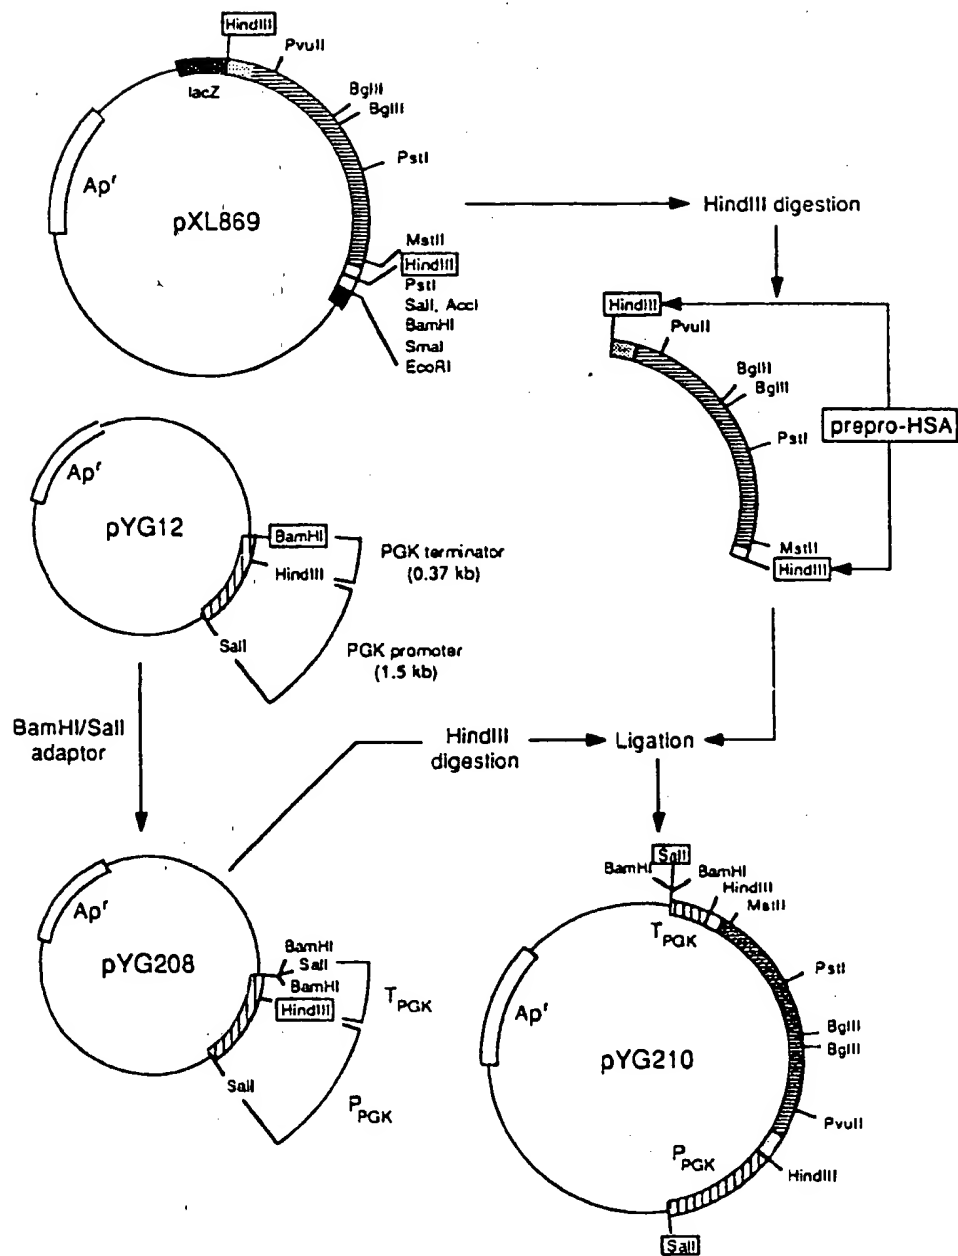 HindIII
PvuII
lacZ
BglII
BglII
PstI
Apr
pXL869
MstII
HindIII
PstI
SalI, AccI
BamHI
SmaI
EcoRI
HindIII digestion
HindIII
PvuII
BglII
BglII
PstI
prepro-HSA
MstII
HindIII
Apr
pYG12
BamHI
HindIII
SalI
PGK terminator
(0.37 kb)
PGK promoter
(1.5 kb)
BamHI/SalI
adaptor
HindIII
digestion
Ligation
Apr
pYG208
BamHI
SalI
BamHI
HindIII
TPGK
SalI
PPGK
SalI
BamHI
BamHI
HindIII
MstII
TPGK
PstI
Apr
BglII
BglII
pYG210
PvuII
PPGK
HindIII
SalI